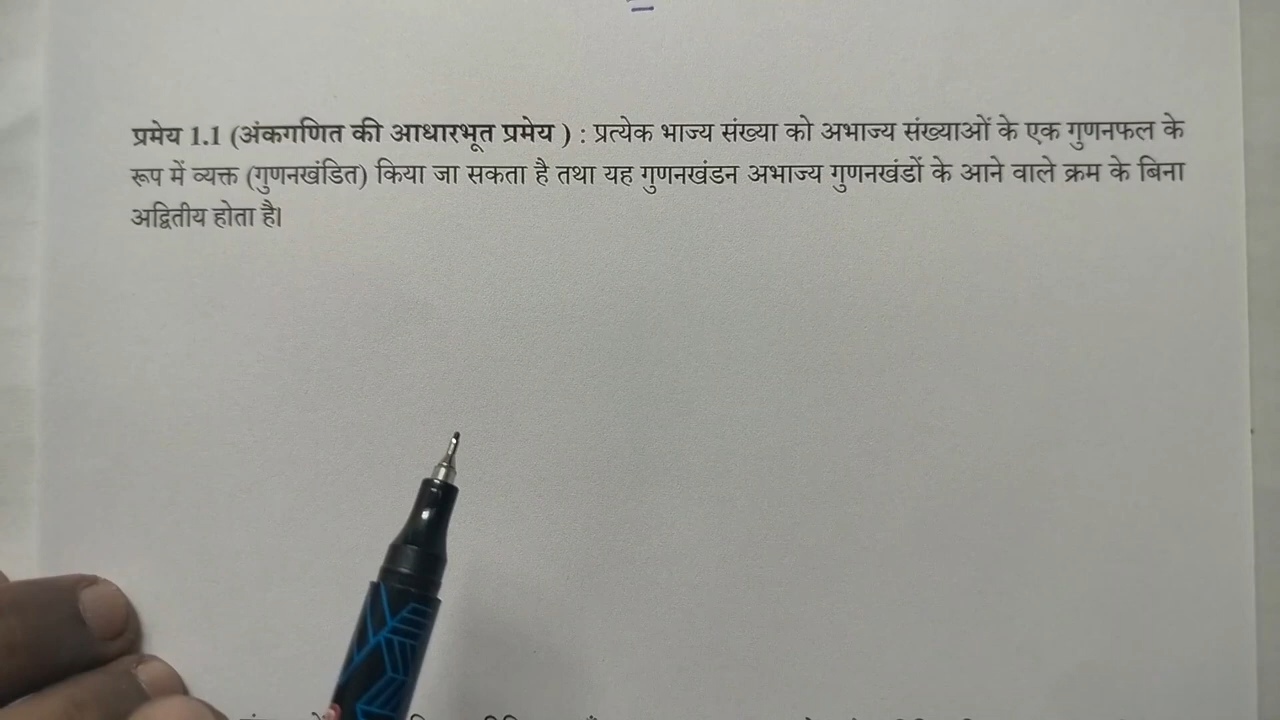 प्रमेय 1.1 (अंकगणित की आधारभूत प्रमेय ) : प्रत्येक भाज्य संख्या को अभाज्य संख्याओं के एक गुणनफल के
रूप में व्यक्त (गुणनखंडित) किया जा सकता है तथा यह गुणनखंडन अभाज्य गुणनखंडों के आने वाले क्रम के बिना
अद्वितीय होता है।